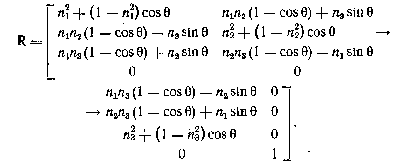 n₁² + (1 − n₁²) cos θ n₁n₂ (1 − cos θ) + n₃ sin θ
R = n₁n₂ (1 − cos θ) − n₃ sin θ n₂² + (1 − n₂²) cos θ →
n₁n₃ (1 − cos θ) + n₂ sin θ n₂n₃ (1 − cos θ) − n₁ sin θ
0 0
n₁n₃ (1 − cos θ) − n₂ sin θ 0
→ n₂n₃ (1 − cos θ) + n₁ sin θ 0
n₃² + (1 − n₃²) cos θ 0
0 1 .